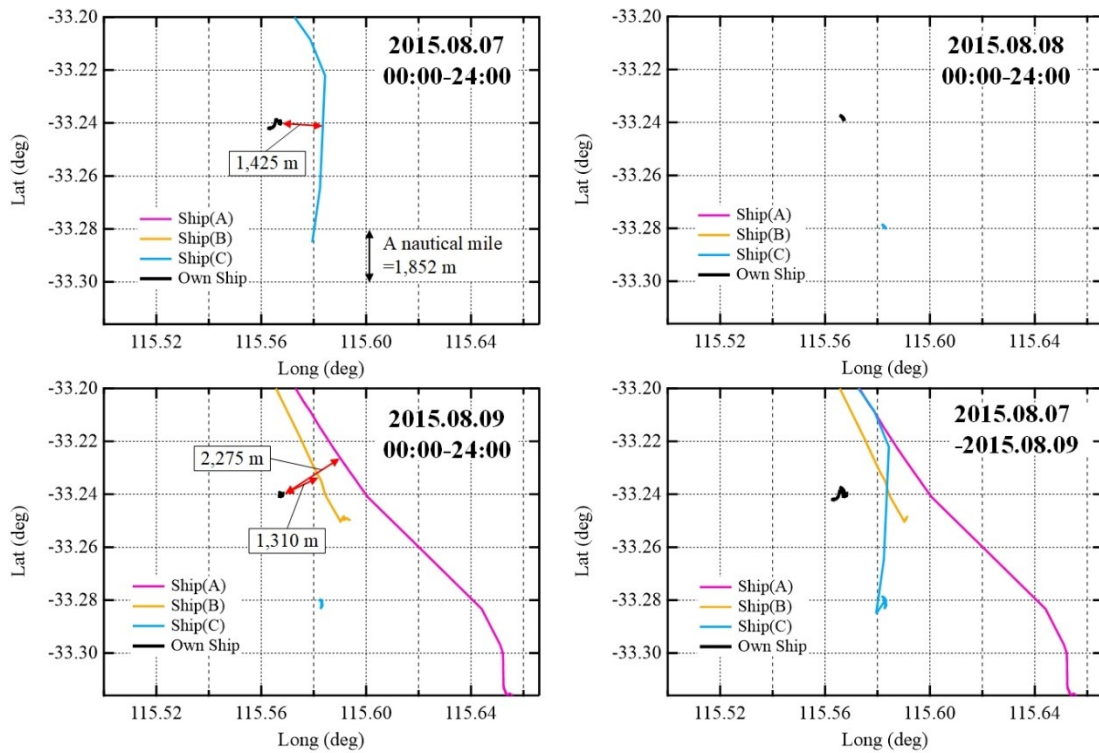 -33.20
-33.22
-33.24
-33.26
-33.28
-33.30
Lat (deg)
2015.08.07
00:00-24:00
1,425 m
Ship(A)
Ship(B)
Ship(C)
Own Ship
A nautical mile
=1,852 m
115.52
115.56
115.60
115.64
Long (deg)
-33.20
-33.22
-33.24
-33.26
-33.28
-33.30
Lat (deg)
2015.08.08
00:00-24:00
Ship(A)
Ship(B)
Ship(C)
Own Ship
115.52
115.56
115.60
115.64
Long (deg)
-33.20
-33.22
-33.24
-33.26
-33.28
-33.30
Lat (deg)
2015.08.09
00:00-24:00
2,275 m
1,310 m
Ship(A)
Ship(B)
Ship(C)
Own Ship
115.52
115.56
115.60
115.64
Long (deg)
-33.20
-33.22
-33.24
-33.26
-33.28
-33.30
Lat (deg)
2015.08.07
-2015.08.09
Ship(A)
Ship(B)
Ship(C)
Own Ship
115.52
115.56
115.60
115.64
Long (deg)